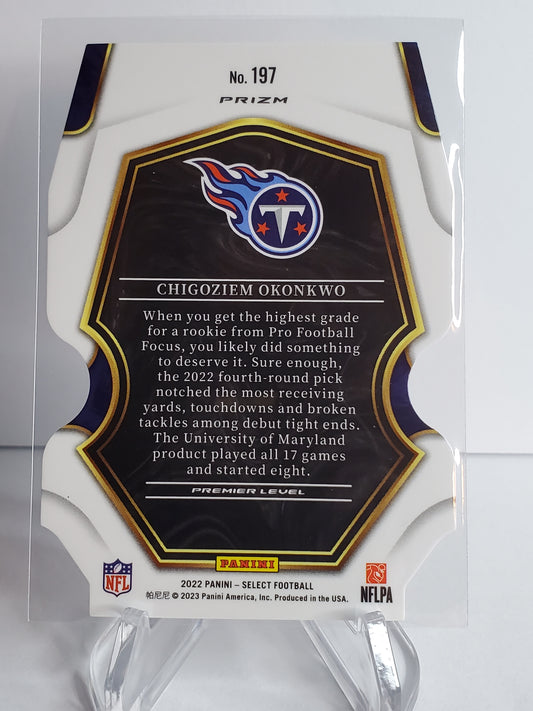 No. 197
PRIZM
T
CHIGOZIEM OKONKWO
When you get the highest grade
for a rookie from Pro Football
Focus, you likely did something
to deserve it. Sure enough,
the 2022 fourth-round pick
notched the most receiving
yards, touchdowns and broken
tackles among debut tight ends.
The University of Maryland
product played all 17 games
and started eight.
PREMIER LEVEL
PANINI
NFL
2022 PANINI – SELECT FOOTBALL
帕尼尼 © 2023 Panini America, Inc. Produced in the USA.
NFLPA